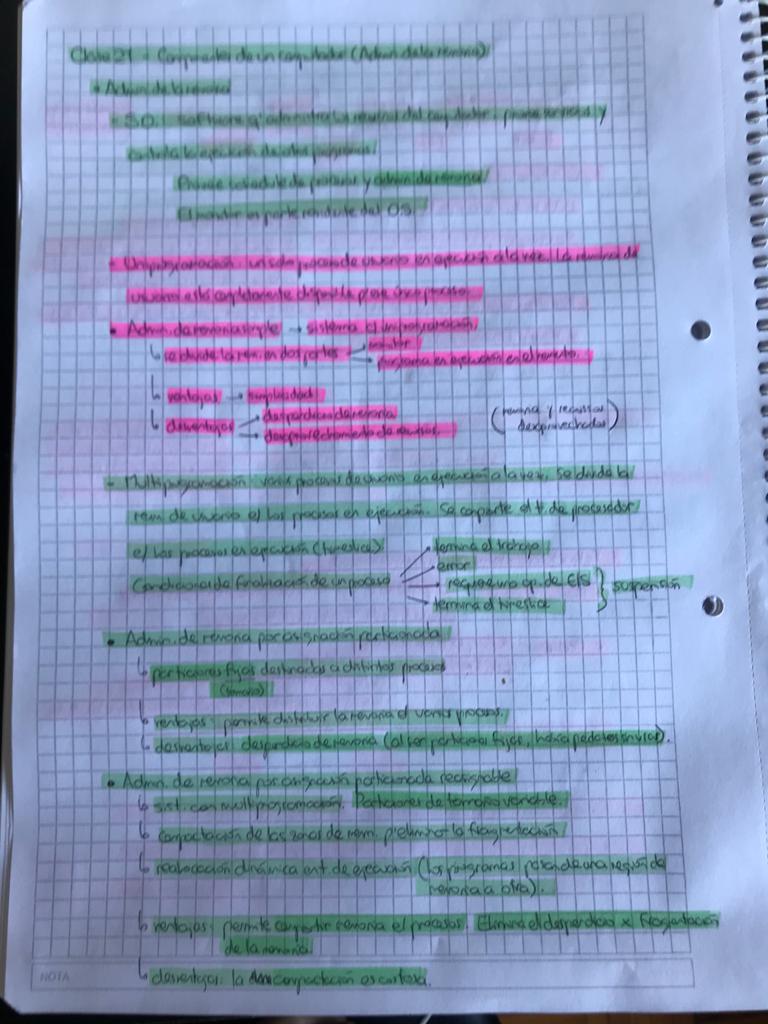 Clase 21 - Componentes de un computador (Admin de la memoria)
• Admin de la memoria
- S.O.: software q' administra los recursos del computador, provee servicios y
controla la ejecución de otros programas.
Provee schedule de procesos y admin. de memoria.
El monitor es parte residente del OS.
• Uniprogramación: un solo proceso de usuario en ejecución a la vez. La memoria de
usuario está completamente disponible para único proceso.
• Admin. de memoria simple → sistema c/ uniprogramación
↳ se divide la mem. en dos partes → monitor
→ programa en ejecución en el momento.
↳ ventajas → simplicidad
↳ desventajas → desperdicio de memoria
→ desaprovechamiento de recursos.
(memoria y recursos desaprovechados)
• Multiprogramación: varios procesos de usuario en ejecución a la vez. Se divide la
mem. de usuario e/ los procesos en ejecución. Se comparte el t de procesador
e/ los procesos en ejecución (timeslice)
Condiciones de finalización de un proceso → termina el trabajo
→ error
→ requiere una op. de E/S } suspensión
→ termina el timeslice
• Admin. de memoria por asignación particionada
↳ particiones fijas destinadas a distintos procesos
(tamaño)
↳ ventajas: permite distribuir la memoria e/ varios procesos.
↳ desventajas: desperdicio de memoria (al ser particiones fijas, habrá pedazos sin usar).
• Admin. de memoria por asignación particionada reasignable
↳ sist. con multiprogramación. Particiones de tamaño variable.
↳ compactación de las zonas de mem. p' eliminar la fragmentación
↳ reubicación dinámica en t. de ejecución (los programas pasan de una región de
memoria a otra).
↳ ventajas: permite compartir memoria e/ procesos. Elimina el desperdicio x fragmentación
de la memoria
↳ desventajas: la compactación es costosa.
NOTA